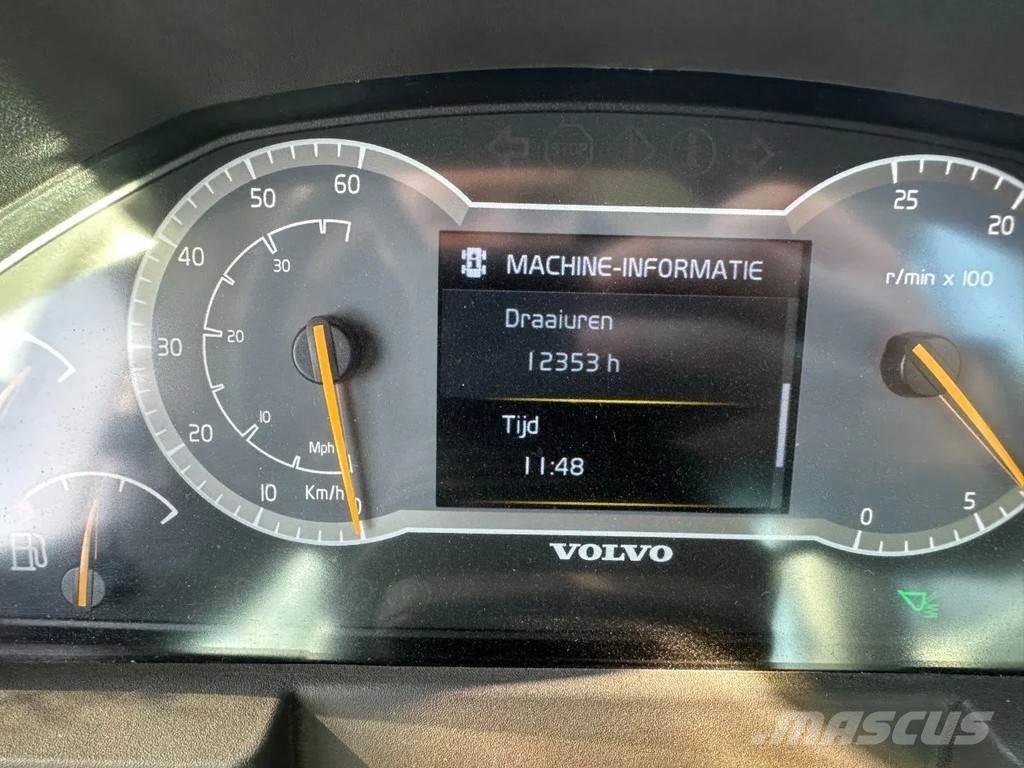 STOP
60
50
40
30
20
10
0
30
20
10
Mph
Km/h
MACHINE-INFORMATIE
Draaiuren
12353 h
Tijd
11:48
25
20
r/min x 100
5
0
VOLVO
mascus